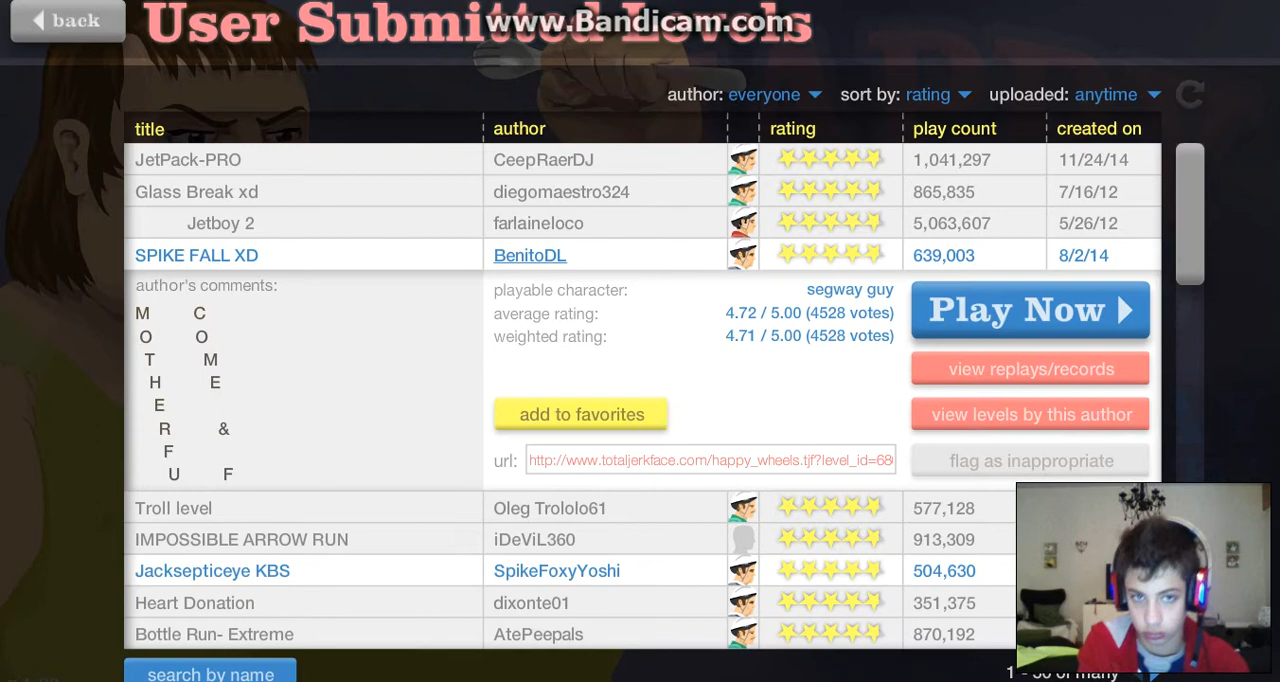 back
User Submitted Levels
www.Bandicam.com
author: everyone sort by: rating uploaded: anytime
title author rating play count created on
JetPack-PRO CeepRaerDJ 1,041,297 11/24/14
Glass Break xd diegomaestro324 865,835 7/16/12
Jetboy 2 farlaineloco 5,063,607 5/26/12
SPIKE FALL XD BenitoDL 639,003 8/2/14
author's comments:
M C
O O
T M
H E
E
R &
F
U F
playable character: segway guy
average rating: 4.72 / 5.00 (4528 votes)
weighted rating: 4.71 / 5.00 (4528 votes)
add to favorites
url: http://www.totaljerkface.com/happy_wheels.tjf?level_id=68
Play Now
view replays/records
view levels by this author
flag as inappropriate
Troll level Oleg Trololo61 577,128
IMPOSSIBLE ARROW RUN iDeViL360 913,309
Jacksepticeye KBS SpikeFoxyYoshi 504,630
Heart Donation dixonte01 351,375
Bottle Run- Extreme AtePeepals 870,192
search by name
1 - 50 of many